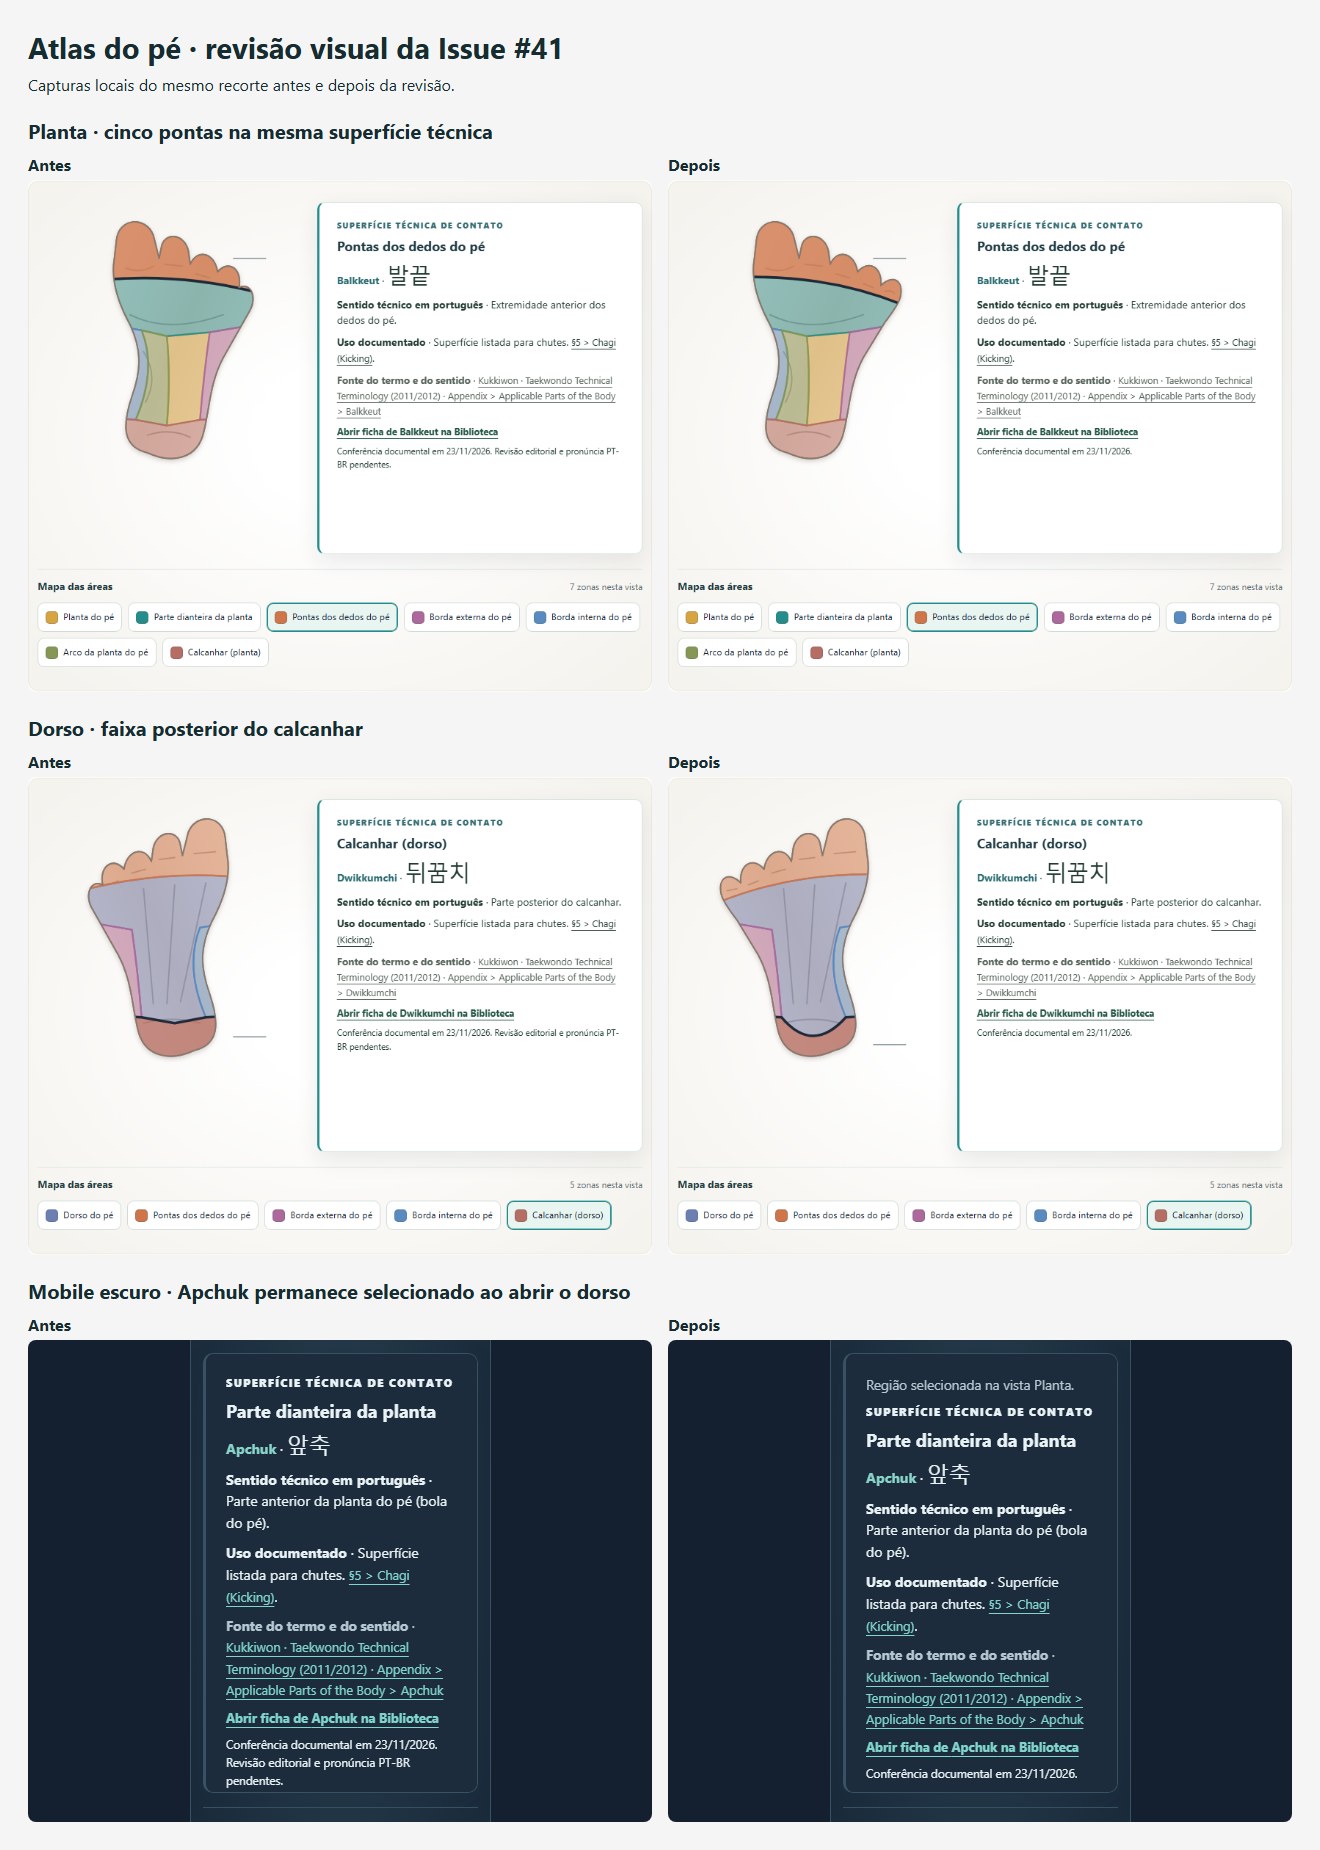 Atlas do pé · revisão visual da Issue #41
Capturas locais do mesmo recorte antes e depois da revisão.
Planta · cinco pontas na mesma superfície técnica
Antes
SUPERFÍCIE TÉCNICA DE CONTATO
Pontas dos dedos do pé
Balkkeut · 발끝
Sentido técnico em português · Extremidade anterior dos
dedos do pé.
Uso documentado · Superfície listada para chutes. §5 > Chagi
(Kicking).
Fonte do termo e do sentido · Kukkiwon · Taekwondo Technical
Terminology (2011/2012) · Appendix > Applicable Parts of the Body
> Balkkeut
Abrir ficha de Balkkeut na Biblioteca
Conferência documental em 23/11/2026. Revisão editorial e pronúncia PT-
BR pendentes.
Mapa das áreas
7 zonas nesta vista
Planta do pé
Parte dianteira da planta
Pontas dos dedos do pé
Borda externa do pé
Borda interna do pé
Arco da planta do pé
Calcanhar (planta)
Depois
SUPERFÍCIE TÉCNICA DE CONTATO
Pontas dos dedos do pé
Balkkeut · 발끝
Sentido técnico em português · Extremidade anterior dos
dedos do pé.
Uso documentado · Superfície listada para chutes. §5 > Chagi
(Kicking).
Fonte do termo e do sentido · Kukkiwon · Taekwondo Technical
Terminology (2011/2012) · Appendix > Applicable Parts of the Body
> Balkkeut
Abrir ficha de Balkkeut na Biblioteca
Conferência documental em 23/11/2026.
Mapa das áreas
7 zonas nesta vista
Planta do pé
Parte dianteira da planta
Pontas dos dedos do pé
Borda externa do pé
Borda interna do pé
Arco da planta do pé
Calcanhar (planta)
Dorso · faixa posterior do calcanhar
Antes
SUPERFÍCIE TÉCNICA DE CONTATO
Calcanhar (dorso)
Dwikkumchi · 뒤꿈치
Sentido técnico em português · Parte posterior do calcanhar.
Uso documentado · Superfície listada para chutes. §5 > Chagi
(Kicking).
Fonte do termo e do sentido · Kukkiwon · Taekwondo Technical
Terminology (2011/2012) · Appendix > Applicable Parts of the Body
> Dwikkumchi
Abrir ficha de Dwikkumchi na Biblioteca
Conferência documental em 23/11/2026. Revisão editorial e pronúncia PT-
BR pendentes.
Mapa das áreas
5 zonas nesta vista
Dorso do pé
Pontas dos dedos do pé
Borda externa do pé
Borda interna do pé
Calcanhar (dorso)
Depois
SUPERFÍCIE TÉCNICA DE CONTATO
Calcanhar (dorso)
Dwikkumchi · 뒤꿈치
Sentido técnico em português · Parte posterior do calcanhar.
Uso documentado · Superfície listada para chutes. §5 > Chagi
(Kicking).
Fonte do termo e do sentido · Kukkiwon · Taekwondo Technical
Terminology (2011/2012) · Appendix > Applicable Parts of the Body
> Dwikkumchi
Abrir ficha de Dwikkumchi na Biblioteca
Conferência documental em 23/11/2026.
Mapa das áreas
5 zonas nesta vista
Dorso do pé
Pontas dos dedos do pé
Borda externa do pé
Borda interna do pé
Calcanhar (dorso)
Mobile escuro · Apchuk permanece selecionado ao abrir o dorso
Antes
SUPERFÍCIE TÉCNICA DE CONTATO
Parte dianteira da planta
Apchuk · 앞축
Sentido técnico em português ·
Parte anterior da planta do pé (bola
do pé).
Uso documentado · Superfície
listada para chutes. §5 > Chagi
(Kicking).
Fonte do termo e do sentido ·
Kukkiwon · Taekwondo Technical
Terminology (2011/2012) · Appendix >
Applicable Parts of the Body > Apchuk
Abrir ficha de Apchuk na Biblioteca
Conferência documental em 23/11/2026.
Revisão editorial e pronúncia PT-BR
pendentes.
Depois
Região selecionada na vista Planta.
SUPERFÍCIE TÉCNICA DE CONTATO
Parte dianteira da planta
Apchuk · 앞축
Sentido técnico em português ·
Parte anterior da planta do pé (bola
do pé).
Uso documentado · Superfície
listada para chutes. §5 > Chagi
(Kicking).
Fonte do termo e do sentido ·
Kukkiwon · Taekwondo Technical
Terminology (2011/2012) · Appendix >
Applicable Parts of the Body > Apchuk
Abrir ficha de Apchuk na Biblioteca
Conferência documental em 23/11/2026.